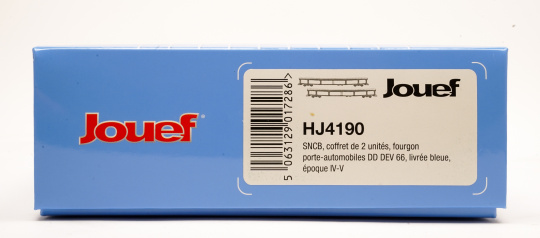 Jouef
5 063129 017286 >
Jouef
HJ4190
SNCB, coffret de 2 unités, fourgon
porte-automobiles DD DEV 66, livrée bleue,
époque IV-V